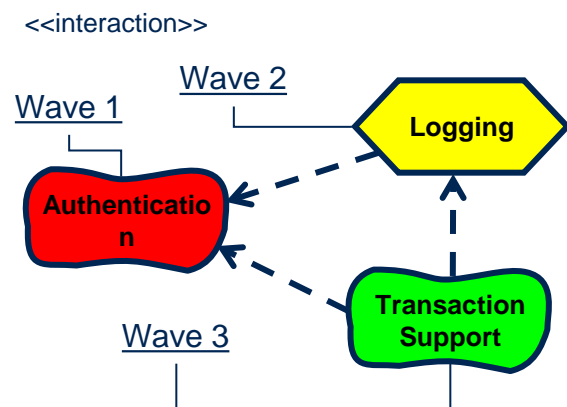 <<interaction>>
Wave 2
Wave 1
Logging
Authenticatio
n
Transaction
Support
Wave 3